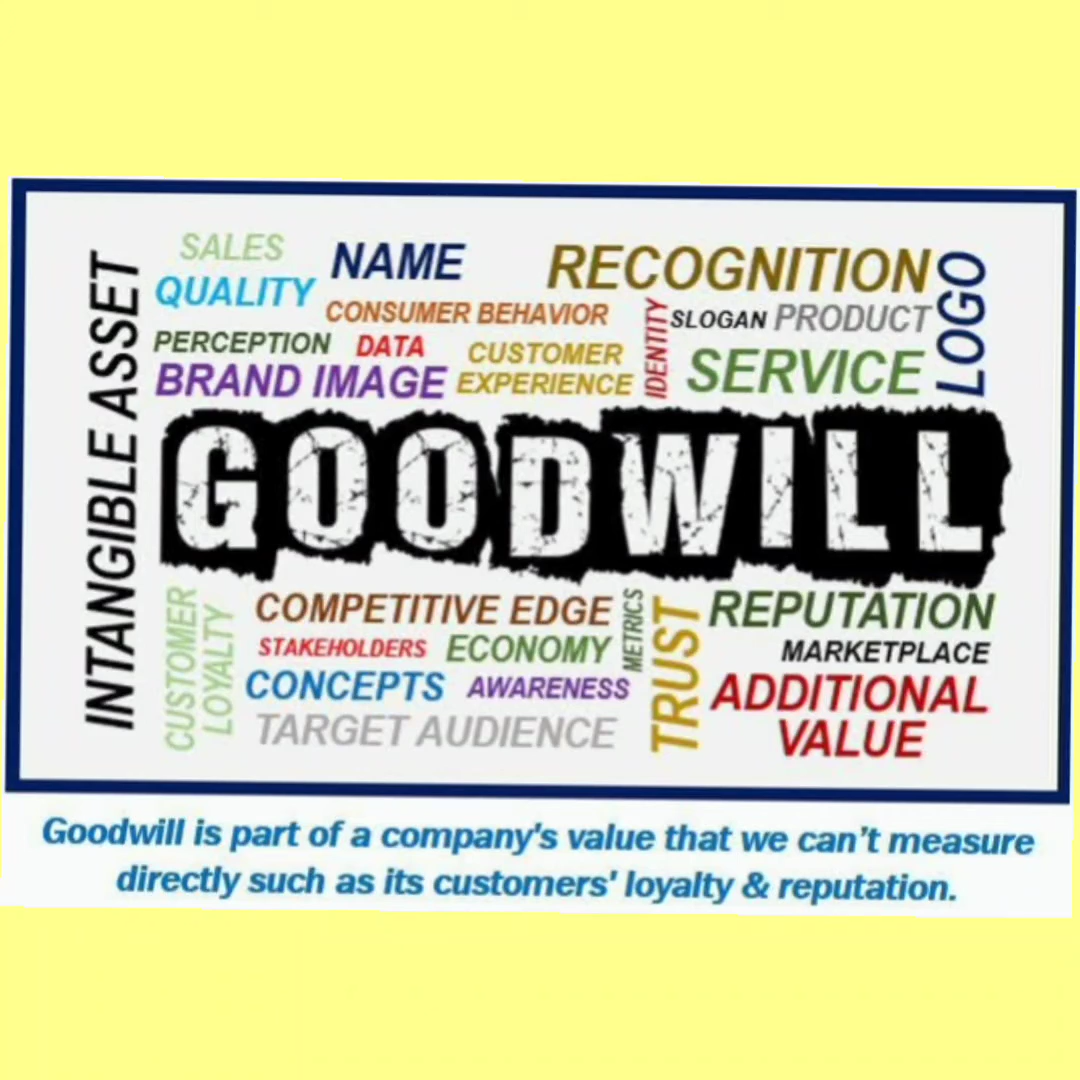 INTANGIBLE ASSET
SALES
NAME
RECOGNITION
LOGO
QUALITY
CONSUMER BEHAVIOR
IDENTITY
SLOGAN
PRODUCT
PERCEPTION
DATA
CUSTOMER
EXPERIENCE
SERVICE
BRAND IMAGE
GOODWILL
CUSTOMER
LOYALTY
COMPETITIVE EDGE
METRICS
TRUST
REPUTATION
STAKEHOLDERS
ECONOMY
MARKETPLACE
CONCEPTS
AWARENESS
ADDITIONAL
VALUE
TARGET AUDIENCE
Goodwill is part of a company's value that we can't measure
directly such as its customers' loyalty & reputation.